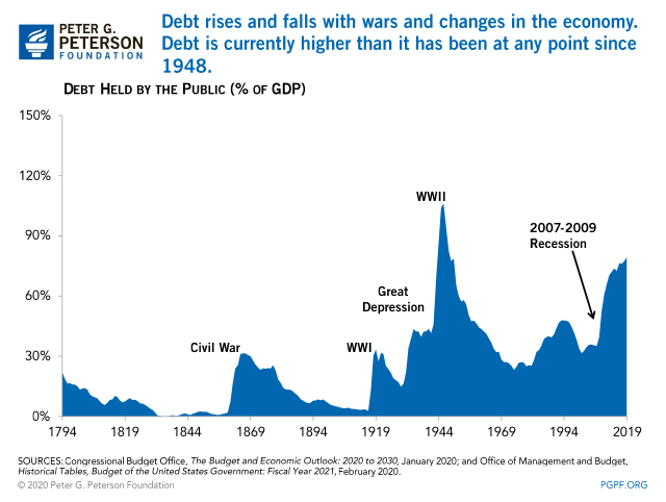 PETER G.
PETERSON
FOUNDATION
Debt rises and falls with wars and changes in the economy.
Debt is currently higher than it has been at any point since
1948.
DEBT HELD BY THE PUBLIC (% OF GDP)
150%
120%
90%
60%
30%
0%
WWII
2007-2009
Recession
Great
Depression
Civil War
WWI
1794
1819
1844
1869
1894
1919
1944
1969
1994
2019
SOURCES: Congressional Budget Office, The Budget and Economic Outlook: 2020 to 2030, January 2020; and Office of Management and Budget,
Historical Tables, Budget of the United States Government: Fiscal Year 2021, February 2020.
© 2020 Peter G. Peterson Foundation
PGPF.ORG